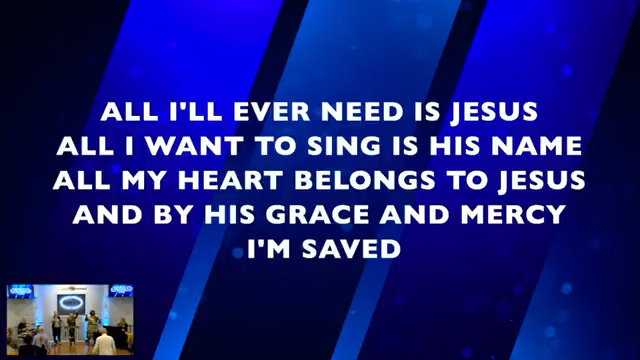 ALL I'LL EVER NEED IS JESUS
ALL I WANT TO SING IS HIS NAME
ALL MY HEART BELONGS TO JESUS
AND BY HIS GRACE AND MERCY
I'M SAVED